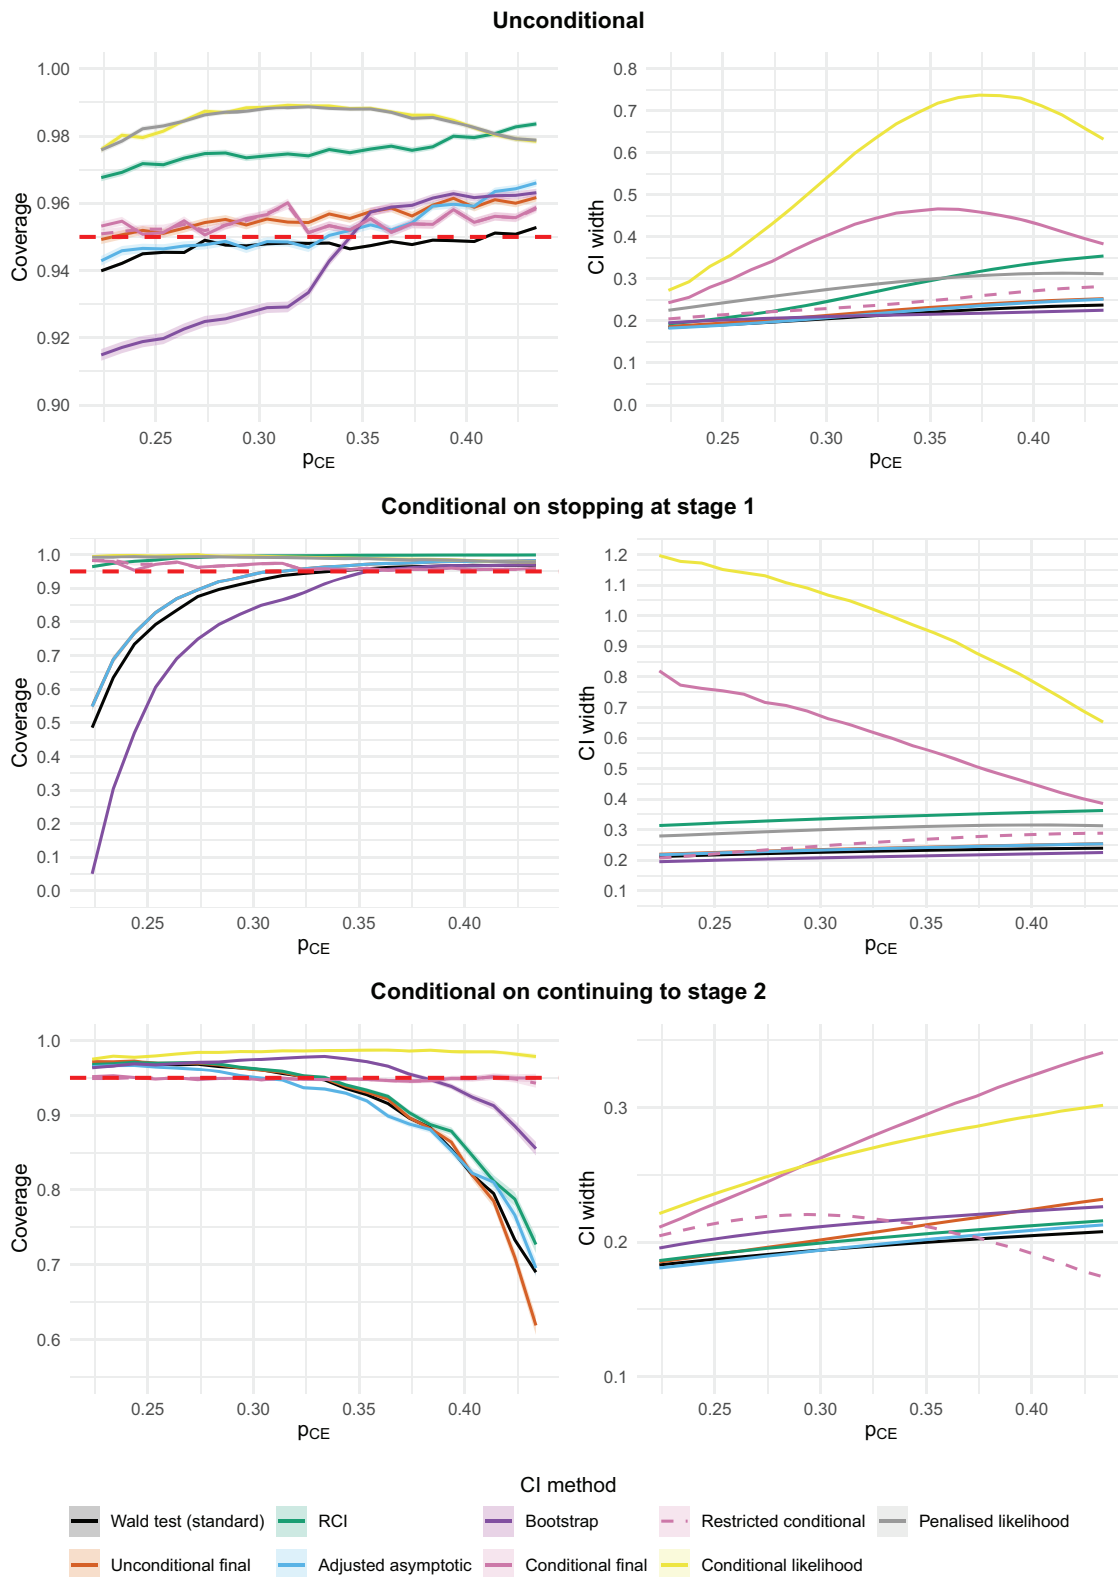 Unconditional
1.00
0.98
0.96
0.94
0.92
0.90
Coverage
0.25
0.30
0.35
0.40
pCE
0.8
0.7
0.6
0.5
0.4
0.3
0.2
0.1
0.0
CI width
0.25
0.30
0.35
0.40
pCE
Conditional on stopping at stage 1
1.0
0.9
0.8
0.7
0.6
0.5
0.4
0.3
0.2
0.1
0.0
Coverage
0.25
0.30
0.35
0.40
pCE
1.2
1.1
1.0
0.9
0.8
0.7
0.6
0.5
0.4
0.3
0.2
0.1
CI width
0.25
0.30
0.35
0.40
pCE
Conditional on continuing to stage 2
1.0
0.9
0.8
0.7
0.6
Coverage
0.25
0.30
0.35
0.40
pCE
0.3
0.2
0.1
CI width
0.25
0.30
0.35
0.40
pCE
CI method
Wald test (standard)
RCI
Bootstrap
Restricted conditional
Penalised likelihood
Unconditional final
Adjusted asymptotic
Conditional final
Conditional likelihood